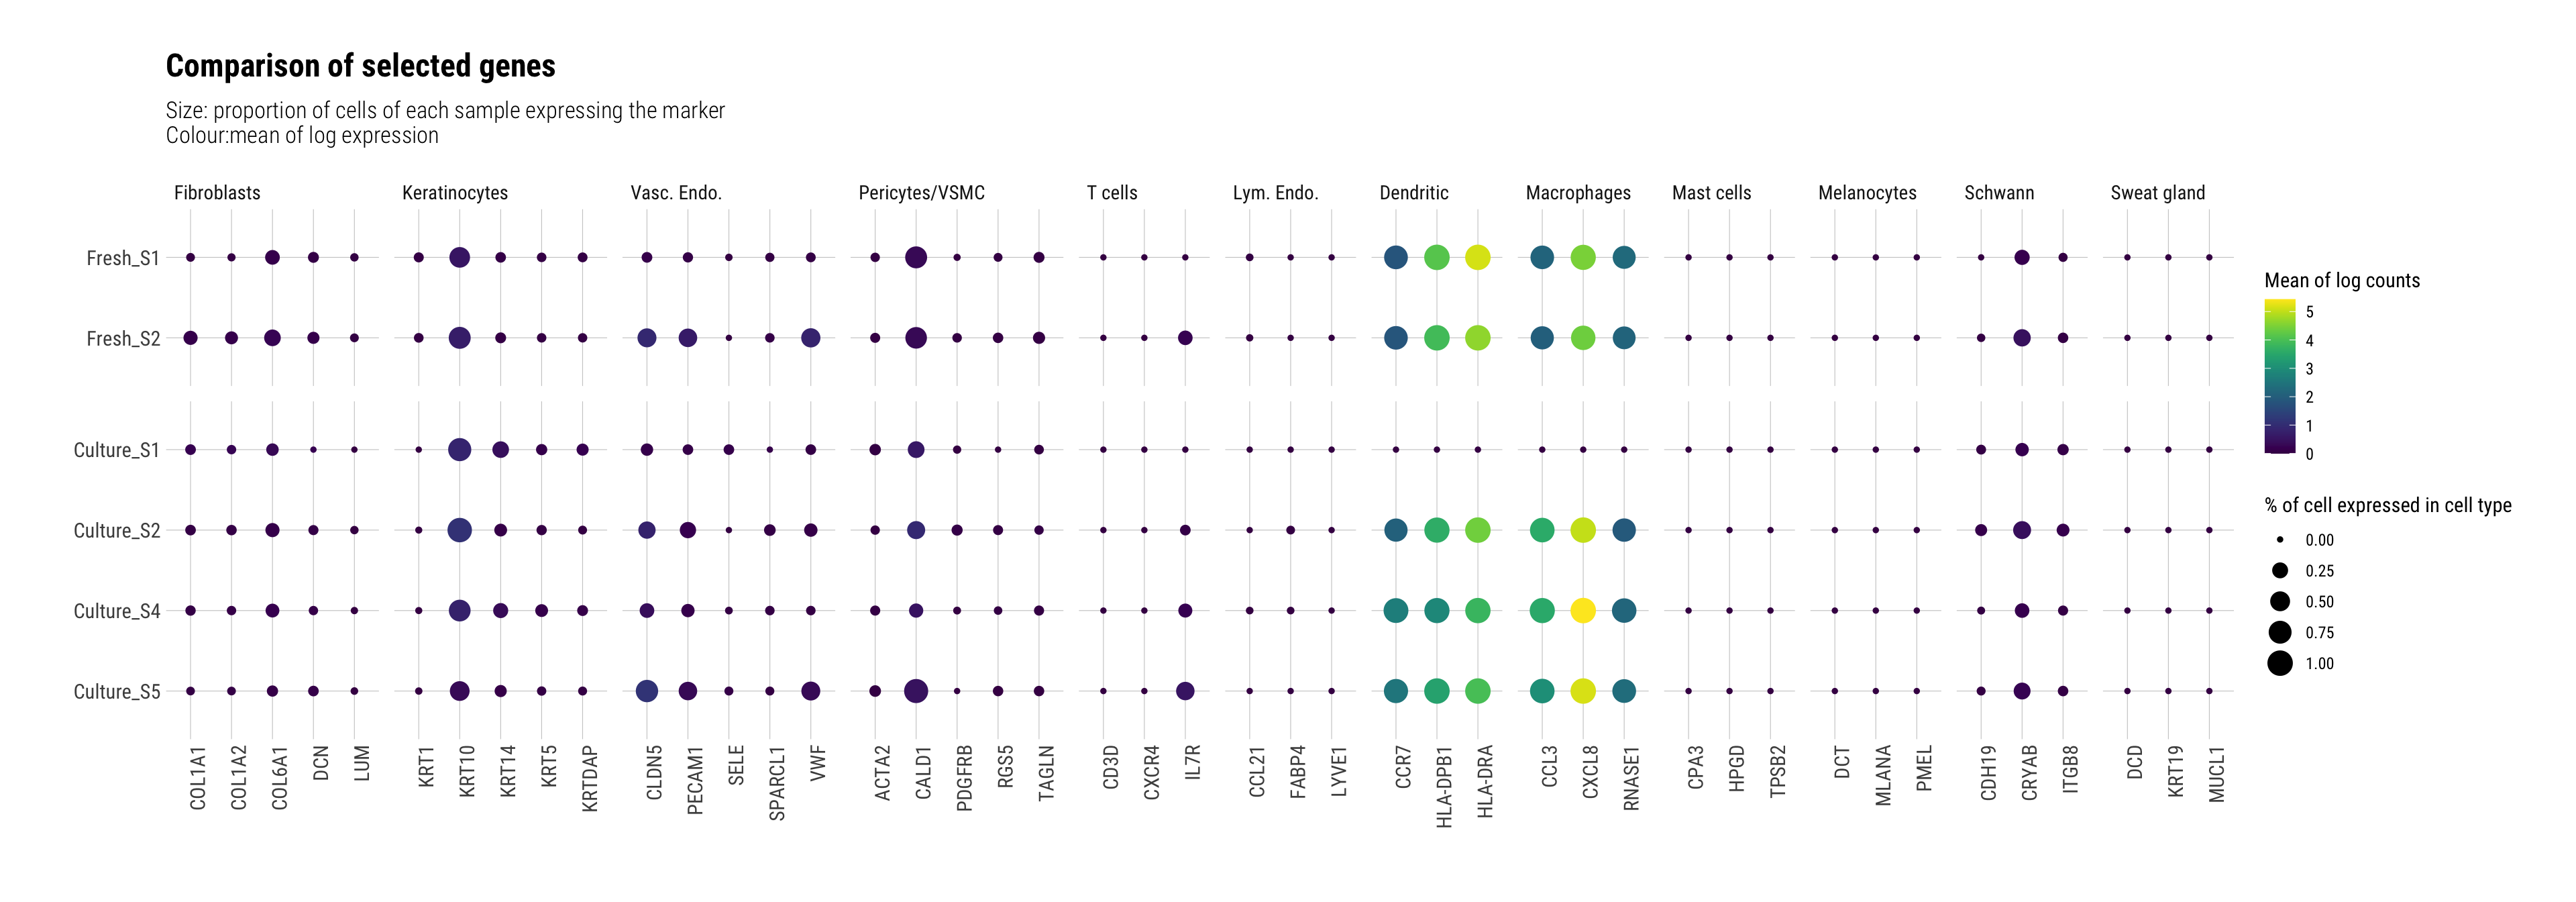 Comparison of selected genes
Size: proportion of cells of each sample expressing the marker
Colour:mean of log expression
Fibroblasts Keratinocytes Vasc. Endo. Pericytes/VSMC T cells Lym. Endo. Dendritic Macrophages Mast cells Melanocytes Schwann Sweat gland
Fresh_S1
Fresh_S2
Culture_S1
Culture_S2
Culture_S4
Culture_S5
COL1A1 COL1A2 COL6A1 DCN LUM KRT1 KRT10 KRT14 KRT5 KRTDAP CLDN5 PECAM1 SELE SPARCL1 VWF ACTA2 CALD1 PDGFRB RGS5 TAGLN CD3D CXCR4 IL7R CCL21 FABP4 LYVE1 CCR7 HLA-DPB1 HLA-DRA CCL3 CXCL8 RNASE1 CPA3 HPGD TPSB2 DCT MLANA PMEL CDH19 CRYAB ITGB8 DCD KRT19 MUCL1
Mean of log counts
5
4
3
2
1
0
% of cell expressed in cell type
0.00
0.25
0.50
0.75
1.00